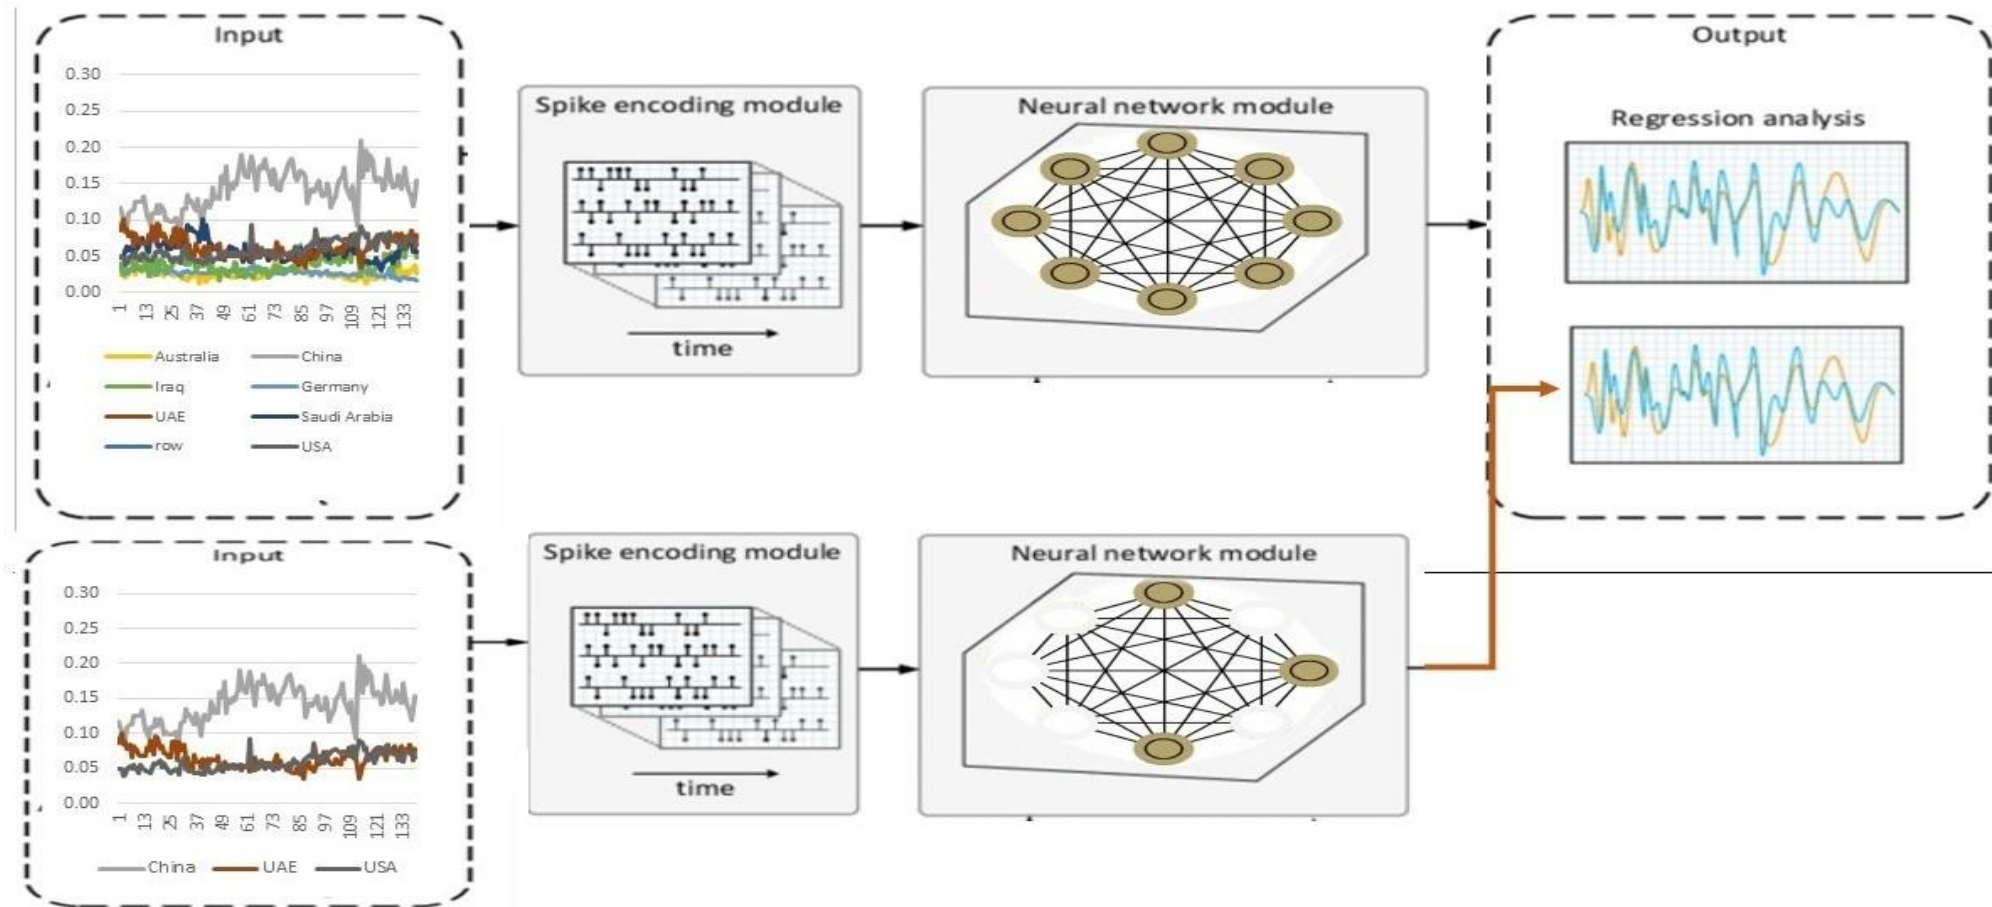 Input
0.30
0.25
0.20
0.15
0.10
0.05
0.00
1 13 25 37 49 61 73 85 97 109 121 133
Australia China
Iraq Germany
UAE Saudi Arabia
row USA
Spike encoding module
time
Neural network module
Output
Regression analysis
Input
0.30
0.25
0.20
0.15
0.10
0.05
0.00
1 13 25 37 49 61 73 85 97 109 121 133
China UAE USA
Spike encoding module
time
Neural network module